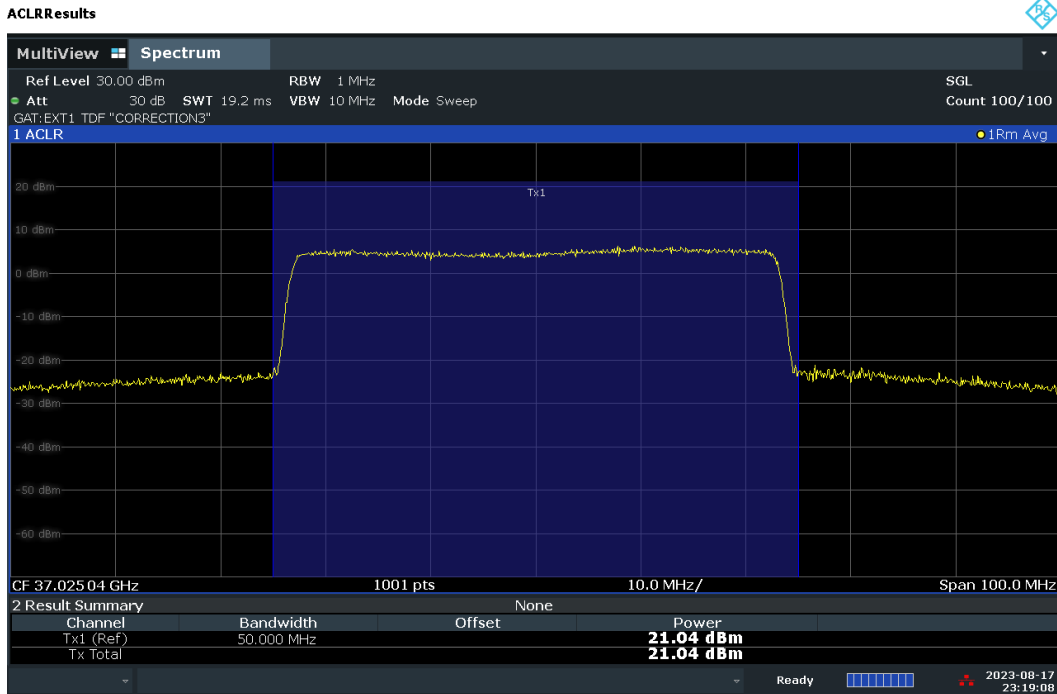 ACLRResults
R S
MultiView Spectrum
Ref Level 30.00 dBm RBW 1 MHz SGL
Att 30 dB SWT 19.2 ms VBW 10 MHz Mode Sweep Count 100/100
GAT:EXT1 TDF "CORRECTION3"
1 ACLR 1Rm Avg
Tx1
20 dBm
10 dBm
0 dBm
-10 dBm
-20 dBm
-30 dBm
-40 dBm
-50 dBm
-60 dBm
CF 37.02504 GHz 1001 pts 10.0 MHz/ Span 100.0 MHz
2 Result Summary None
Channel Bandwidth Offset Power
Tx1 (Ref) 50.000 MHz 21.04 dBm
Tx Total 21.04 dBm
Ready 2023-08-17
23:19:08